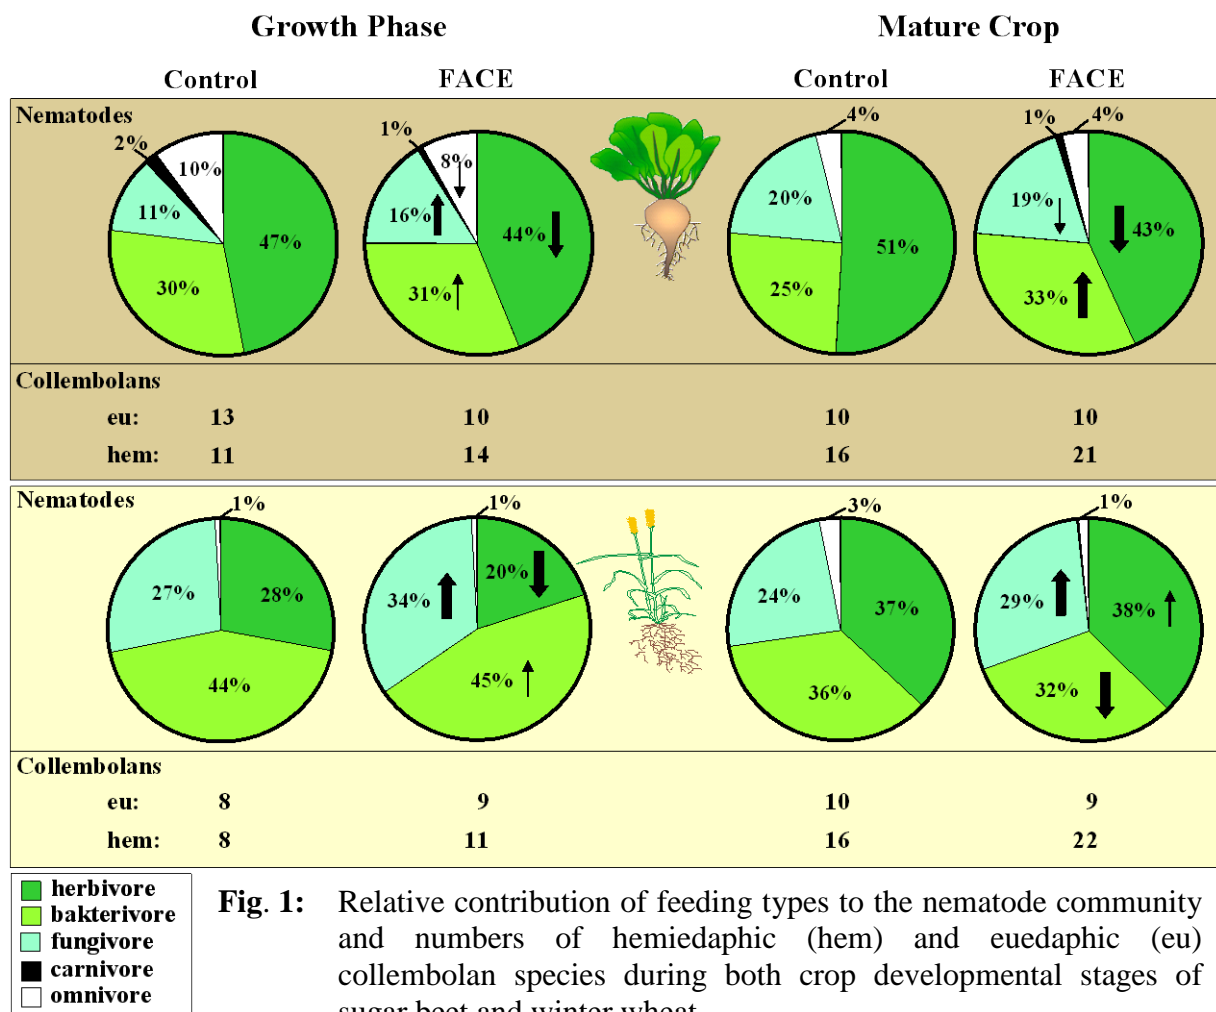 Growth Phase Mature Crop
Control FACE Control FACE
Nematodes
2% 10% 11% 47% 30%
1% 8% 16% 44% 31%
4% 20% 51% 25%
1% 4% 19% 43% 33%
Collembolans
eu: 13 10 10 10
hem: 11 14 16 21
Nematodes
1% 27% 28% 44%
1% 34% 20% 45%
3% 24% 37% 36%
1% 29% 38% 32%
Collembolans
eu: 8 9 10 9
hem: 8 11 16 22
herbivore
bakterivore
fungivore
carnivore
omnivore
Fig. 1: Relative contribution of feeding types to the nematode community
and numbers of hemiedaphic (hem) and euedaphic (eu)
collembolan species during both crop developmental stages of
sugar beet and winter wheat